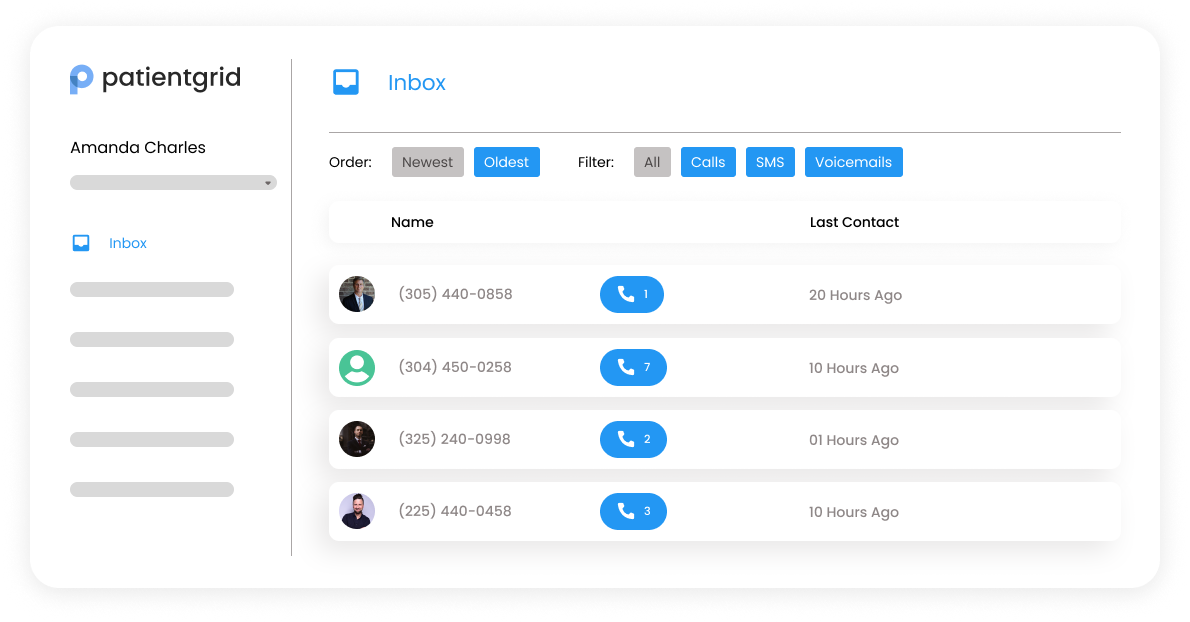 patientgrid
Amanda Charles
Inbox
Inbox
Order: Newest Oldest Filter: All Calls SMS Voicemails
Name Last Contact
(305) 440-0858 1 20 Hours Ago
(304) 450-0258 7 10 Hours Ago
(325) 240-0998 2 01 Hours Ago
(225) 440-0458 3 10 Hours Ago